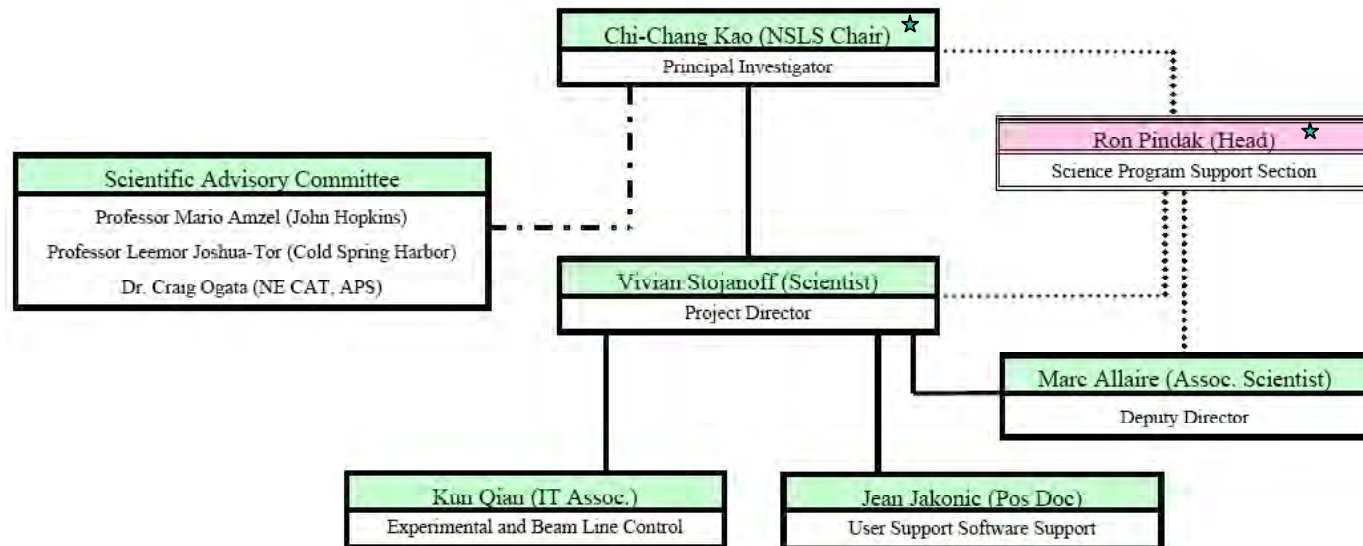 Chi-Chang Kao (NSLS Chair)
Principal Investigator
Ron Pindak (Head)
Science Program Support Section
Scientific Advisory Committee
Professor Mario Amzel (John Hopkins)
Professor Leemor Joshua-Tor (Cold Spring Harbor)
Dr. Craig Ogata (NE CAT, APS)
Vivian Stojanoff (Scientist)
Project Director
Marc Allaire (Assoc. Scientist)
Deputy Director
Kun Qian (IT Assoc.)
Experimental and Beam Line Control
Jean Jakonic (Pos Doc)
User Support Software Support